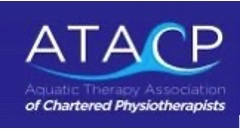 ATACP
Aquatic Therapy Association
of Chartered Physiotherapists